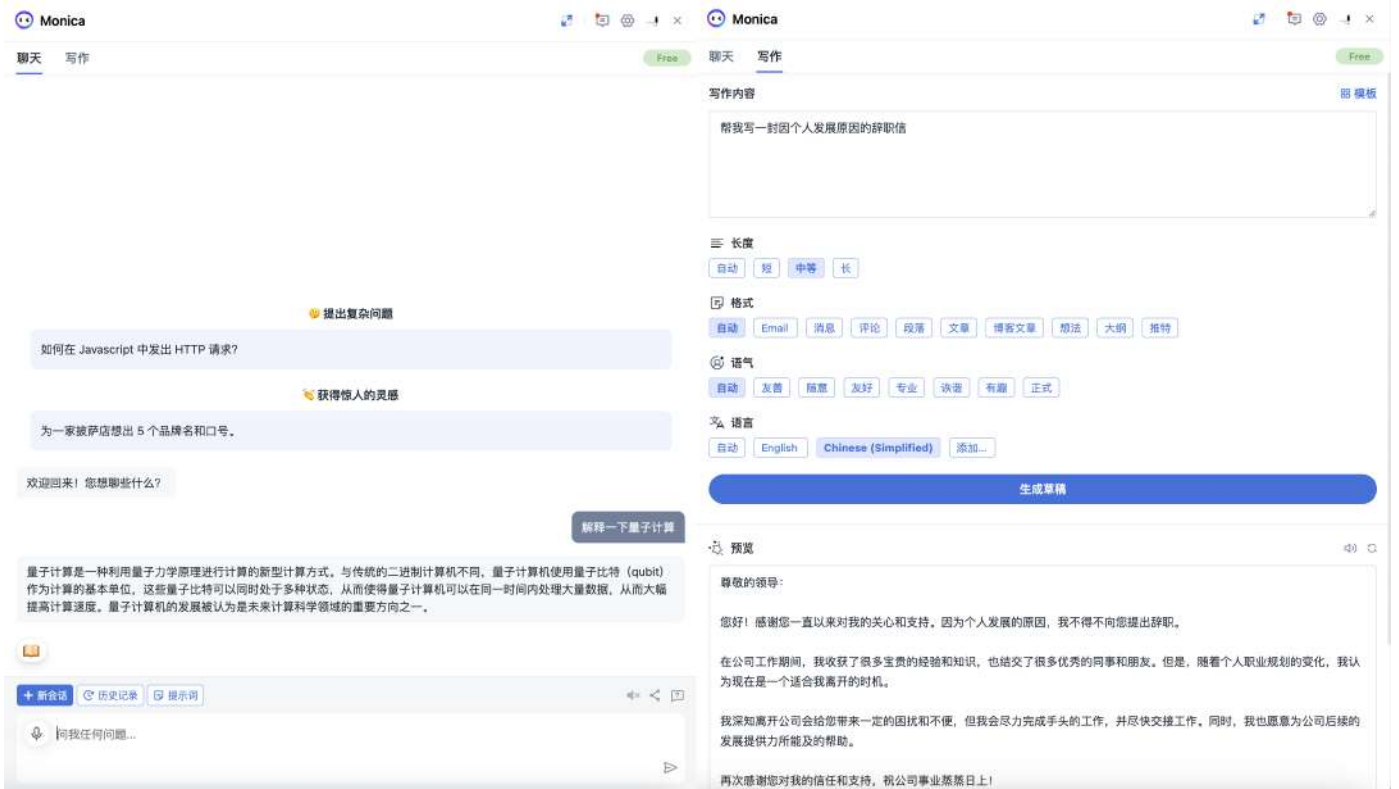 Monica
聊天 写作
Free
提出复杂问题
如何在 Javascript 中发出 HTTP 请求?
获得惊人的灵感
为一家披萨店想出 5 个品牌名和口号。
欢迎回来！您想聊些什么?
解释一下量子计算
量子计算是一种利用量子力学原理进行计算的新型计算方式。与传统的二进制计算机不同，量子计算机使用量子比特（qubit）
作为计算的基本单位，这些量子比特可以同时处于多种状态，从而使得量子计算机可以在同一时间内处理大量数据，从而大幅
提高计算速度。量子计算机的发展被认为是未来计算科学领域的重要方向之一。
+ 新会话 历史记录 提示词
问我任何问题...
Monica
聊天 写作
Free
写作内容 模板
帮我写一封因个人发展原因的辞职信
长度
自动 短 中等 长
格式
自动 Email 消息 评论 段落 文章 博客文章 想法 大纲 推特
语气
自动 友善 随意 友好 专业 诙谐 有趣 正式
语言
自动 English Chinese (Simplified) 添加...
生成草稿
预览
尊敬的领导：
您好！感谢您一直以来对我的关心和支持。因为个人发展的原因，我不得不向您提出辞职。
在公司工作期间，我收获了很多宝贵的经验和知识，也结交了很多优秀的同事和朋友。但是，随着个人职业规划的变化，我认
为现在是一个适合我离开的时机。
我深知离开公司会给您带来一定的困扰和不便，但我会尽力完成手头的工作，并尽快交接工作。同时，我也愿意为公司后续的
发展提供力所能及的帮助。
再次感谢您对我的信任和支持，祝公司事业蒸蒸日上！